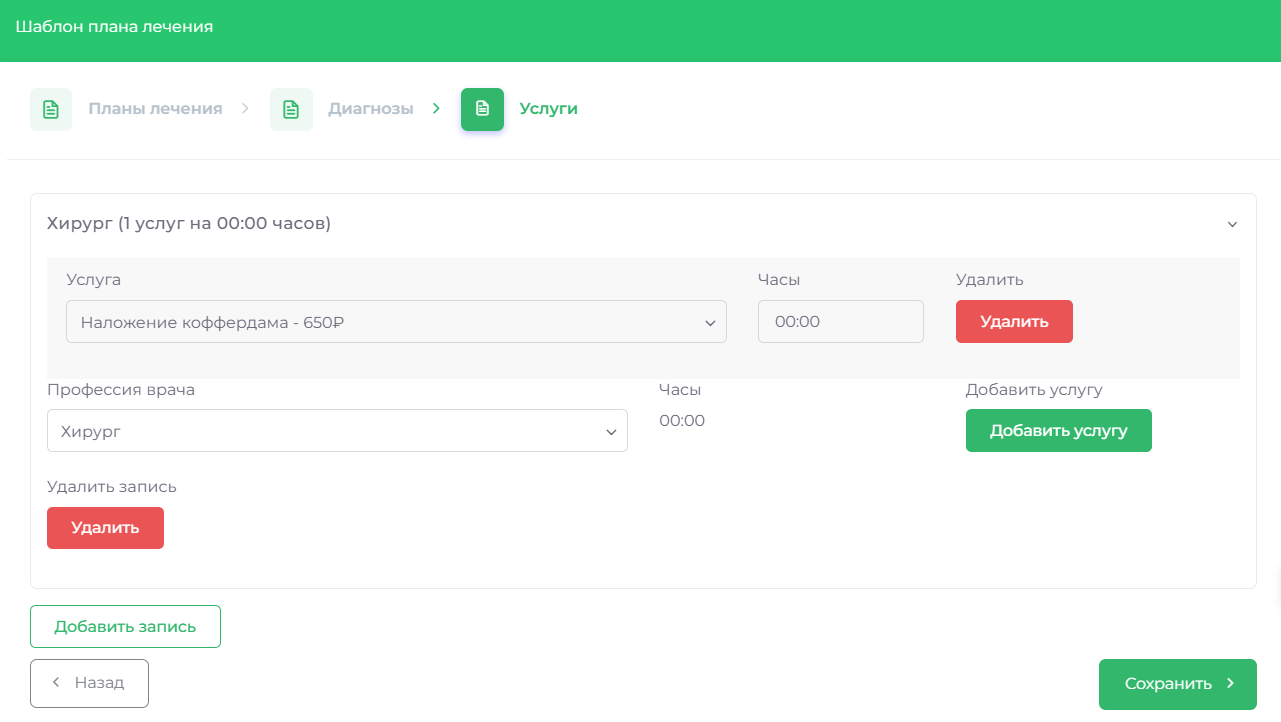 Шаблон плана лечения
Планы лечения
Диагнозы
Услуги
Хирург (1 услуг на 00:00 часов)
Услуга
Часы
Удалить
Наложение коффердама - 650₽
00:00
Удалить
Профессия врача
Часы
Добавить услугу
Хирург
00:00
Добавить услугу
Удалить запись
Удалить
Добавить запись
Назад
Сохранить